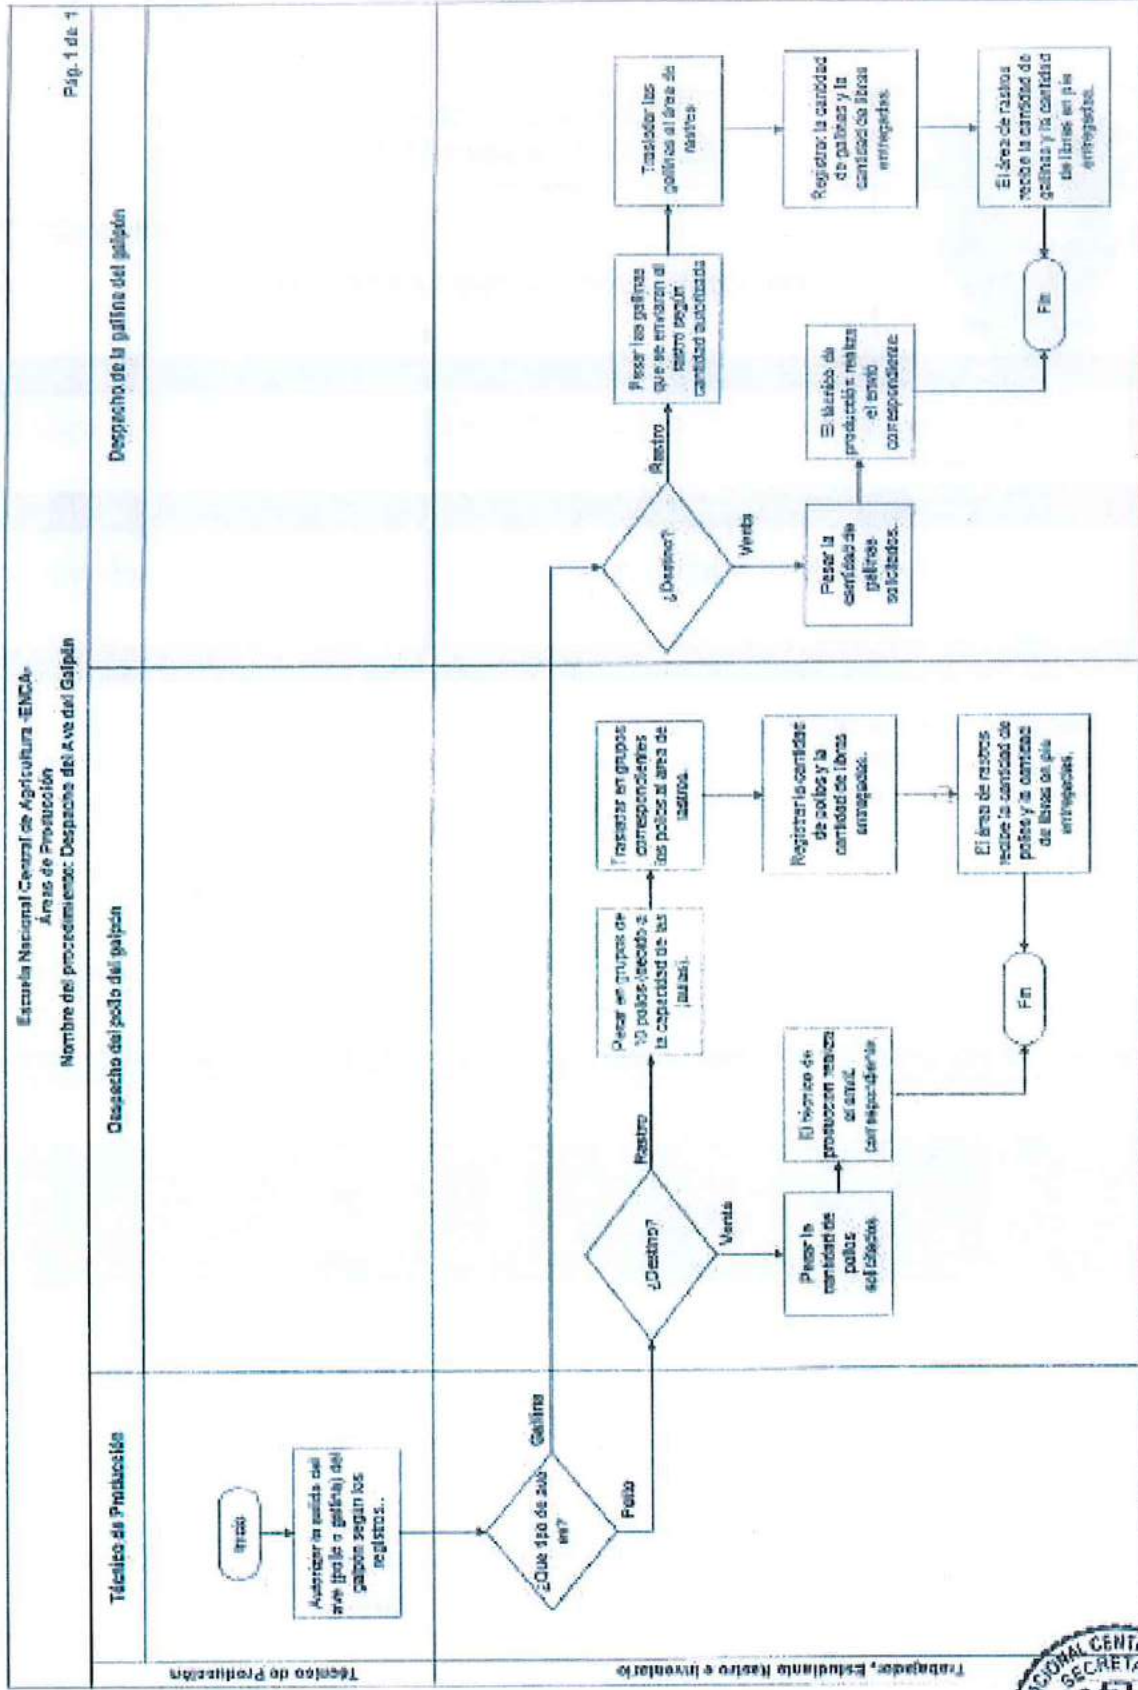 Escuela Nacional Central de Agricultura -ENCA-
Áreas de Producción
Nombre del procedimiento: Despacho del Ave del Galpón
Pág. 1 de 1
Técnico de Producción
Despacho del pollo del galpón
Despacho de la gallina del galpón
Técnico de Producción
Inicio
Autorizar la salida del
ave (pollo o gallina) del
galpón según los
registros..
Trabajador, Estudiante Rastro e Inventario
¿Que tipo de
es?
Gallina
Pollo
¿Destino?
Rastro
Venta
Pesar en grupos de
10 pollos (debido a
la capacidad de las
jaulas).
Trasladar en grupos
correspondientes
los pollos al área de
rastros.
Registrar la cantidad
de pollos y la
cantidad de libras
entregadas.
El área de rastros
recibe la cantidad de
pollos y la cantidad
de libras en pie
entregadas.
Pesar la
cantidad de
pollos
solicitados.
El técnico de
producción realiza
el
correspondiente.
Fin
¿Destino?
Rastro
Venta
Pesar las gallinas
que se enviaran al
rastro según
cantidad autorizada
Trasladar las
gallinas al área de
rastros
Registrar la cantidad
de gallinas y la
cantidad de libras
entregadas.
El área de rastros
recibe la cantidad de
gallinas y la cantidad
de libras en pie
entregadas.
Pesar la
cantidad de
gallinas
solicitados.
El técnico de
producción realiza
el envió
correspondiente
Fin
CENT
SECRET